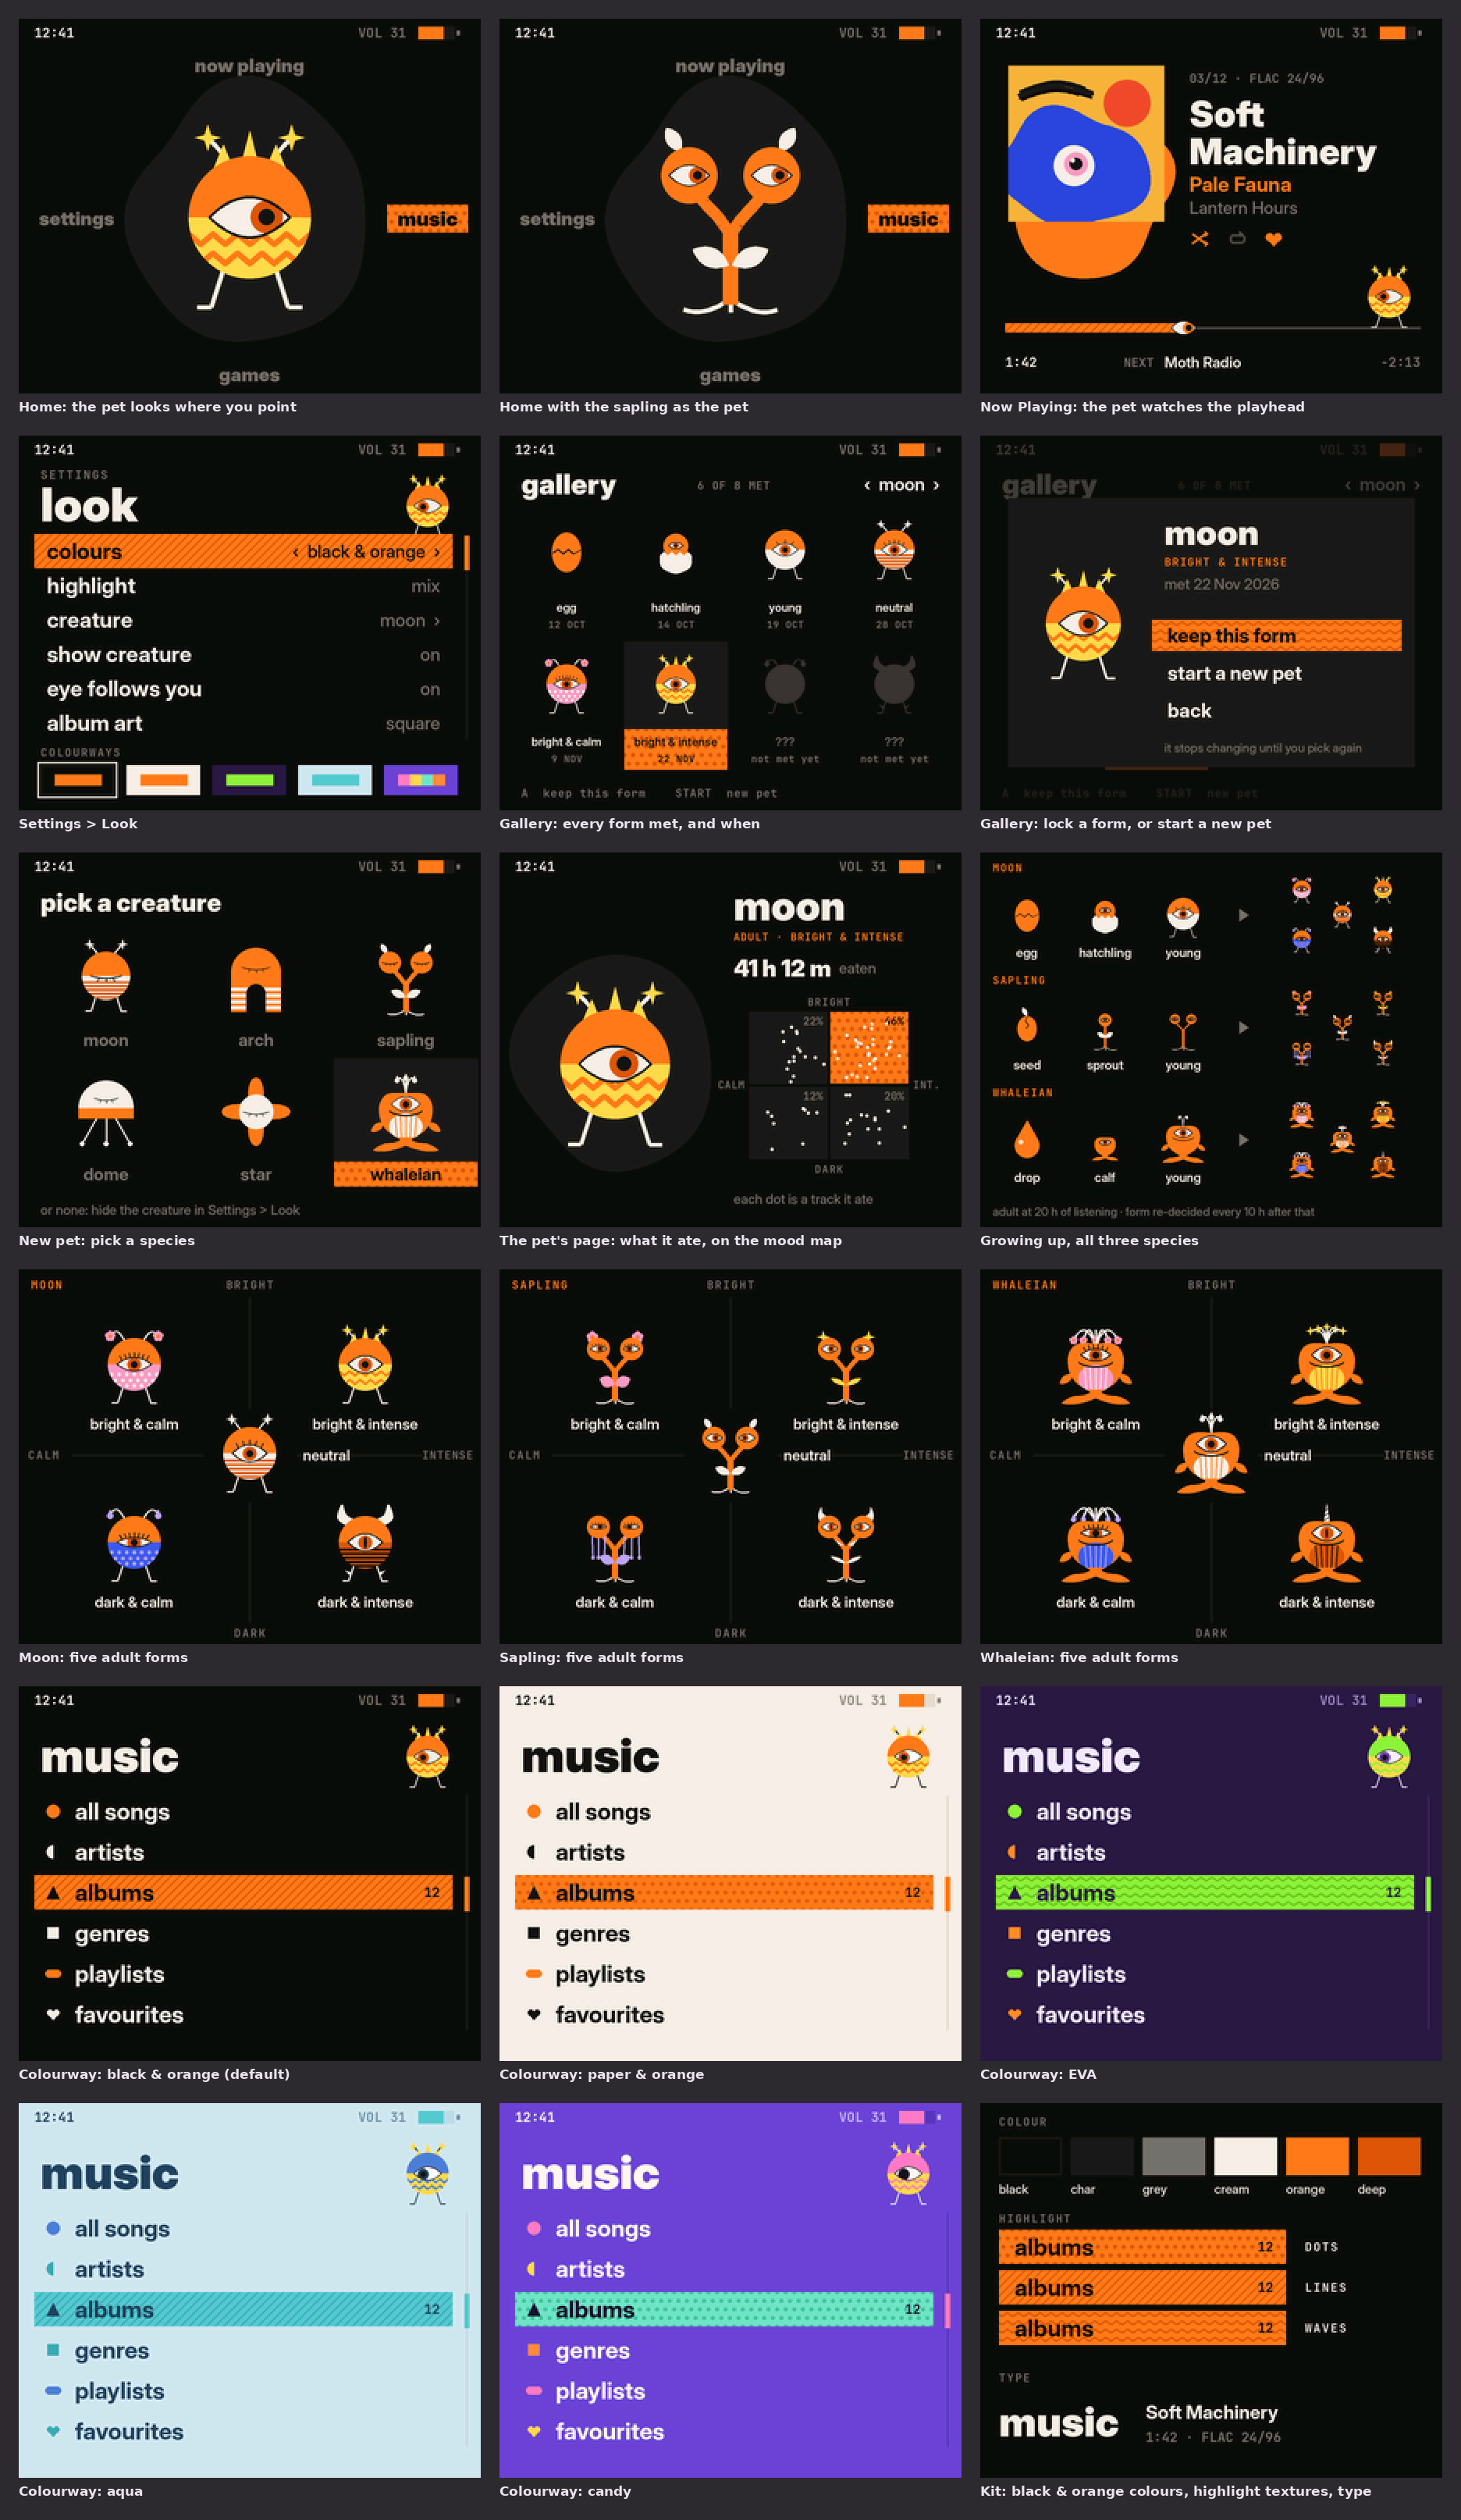 12:41 VOL 31
now playing
settings
music
games
Home: the pet looks where you point
12:41 VOL 31
now playing
settings
music
games
Home with the sapling as the pet
12:41 VOL 31
03/12 · FLAC 24/96
Soft
Machinery
Pale Fauna
Lantern Hours
1:42 NEXT Moth Radio -2:13
Now Playing: the pet watches the playhead
12:41 VOL 31
SETTINGS
look
colours ‹ black & orange ›
highlight mix
creature moon ›
show creature on
eye follows you on
album art square
COLOURWAYS
Settings > Look
12:41 VOL 31
gallery 6 OF 8 MET ‹ moon ›
egg hatchling young neutral
12 OCT 14 OCT 19 OCT 28 OCT
bright & calm bright & intense ??? ???
9 NOV 22 NOV not met yet not met yet
A keep this form START new pet
Gallery: every form met, and when
12:41 VOL 31
gallery 6 OF 8 MET ‹ moon ›
moon
BRIGHT & INTENSE
met 22 Nov 2026
keep this form
start a new pet
back
it stops changing until you pick again
A keep this form START new pet
Gallery: lock a form, or start a new pet
12:41 VOL 31
pick a creature
moon arch sapling
dome star whaleian
or none: hide the creature in Settings > Look
New pet: pick a species
12:41 VOL 31
moon
ADULT · BRIGHT & INTENSE
41 h 12 m eaten
BRIGHT
22% 46%
CALM INT.
12% 20%
DARK
each dot is a track it ate
The pet's page: what it ate, on the mood map
MOON
egg hatchling young
SAPLING
seed sprout young
WHALEIAN
drop calf young
adult at 20 h of listening · form re-decided every 10 h after that
Growing up, all three species
MOON BRIGHT
bright & calm bright & intense
CALM neutral INTENSE
dark & calm dark & intense
DARK
Moon: five adult forms
SAPLING BRIGHT
bright & calm bright & intense
CALM neutral INTENSE
dark & calm dark & intense
DARK
Sapling: five adult forms
WHALEIAN BRIGHT
bright & calm bright & intense
CALM neutral INTENSE
dark & calm dark & intense
DARK
Whaleian: five adult forms
12:41 VOL 31
music
all songs
artists
albums 12
genres
playlists
favourites
Colourway: black & orange (default)
12:41 VOL 31
music
all songs
artists
albums 12
genres
playlists
favourites
Colourway: paper & orange
12:41 VOL 31
music
all songs
artists
albums 12
genres
playlists
favourites
Colourway: EVA
12:41 VOL 31
music
all songs
artists
albums 12
genres
playlists
favourites
Colourway: aqua
12:41 VOL 31
music
all songs
artists
albums 12
genres
playlists
favourites
Colourway: candy
COLOUR
black char grey cream orange deep
HIGHLIGHT
albums 12 DOTS
albums 12 LINES
albums 12 WAVES
TYPE
music Soft Machinery
1:42 · FLAC 24/96
Kit: black & orange colours, highlight textures, type